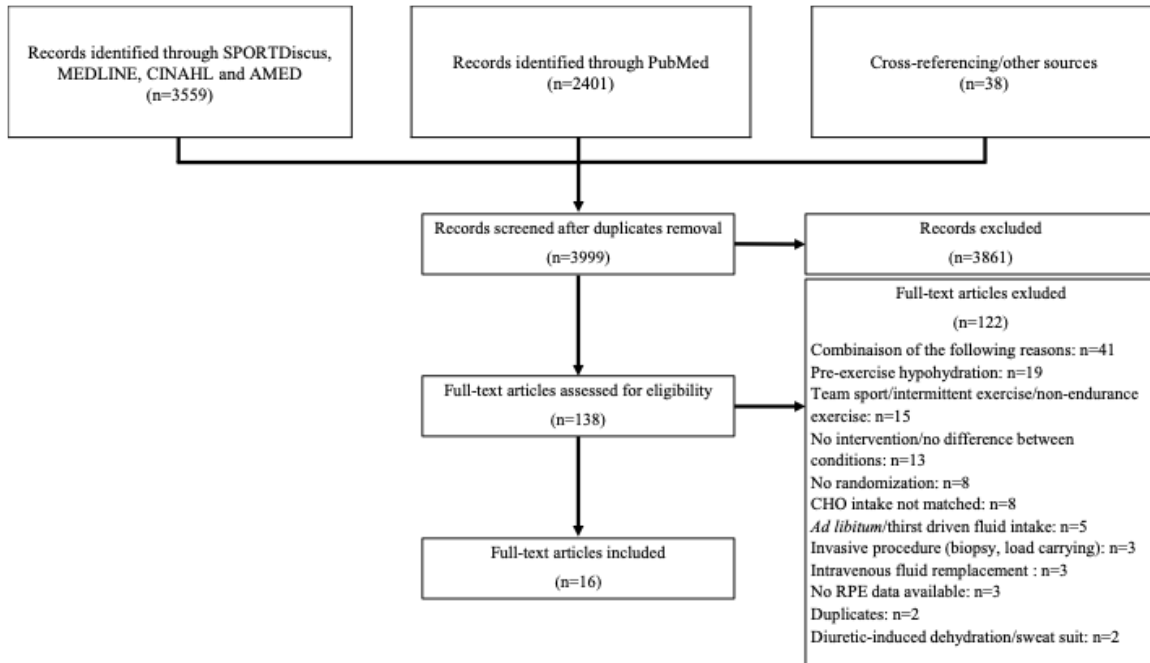 Records identified through SPORTDiscus,
MEDLINE, CINAHL and AMED
(n=3559)
Records identified through PubMed
(n=2401)
Cross-referencing/other sources
(n=38)
Records screened after duplicates removal
(n=3999)
Records excluded
(n=3861)
Full-text articles assessed for eligibility
(n=138)
Full-text articles exluded
(n=122)
Combinaison of the following reasons: n=41
Pre-exercise hypohydration: n=19
Team sport/intermittent exercise/non-endurance
exercise: n=15
No intervention/no difference between
conditions: n=13
No randomization: n=8
CHO intake not matched: n=8
Ad libitum/thirst driven fluid intake: n=5
Invasive procedure (biopsy, load carrying): n=3
Intravenous fluid remplacement : n=3
No RPE data available: n=3
Duplicates: n=2
Diuretic-induced dehydration/sweat suit: n=2
Full-text articles included
(n=16)